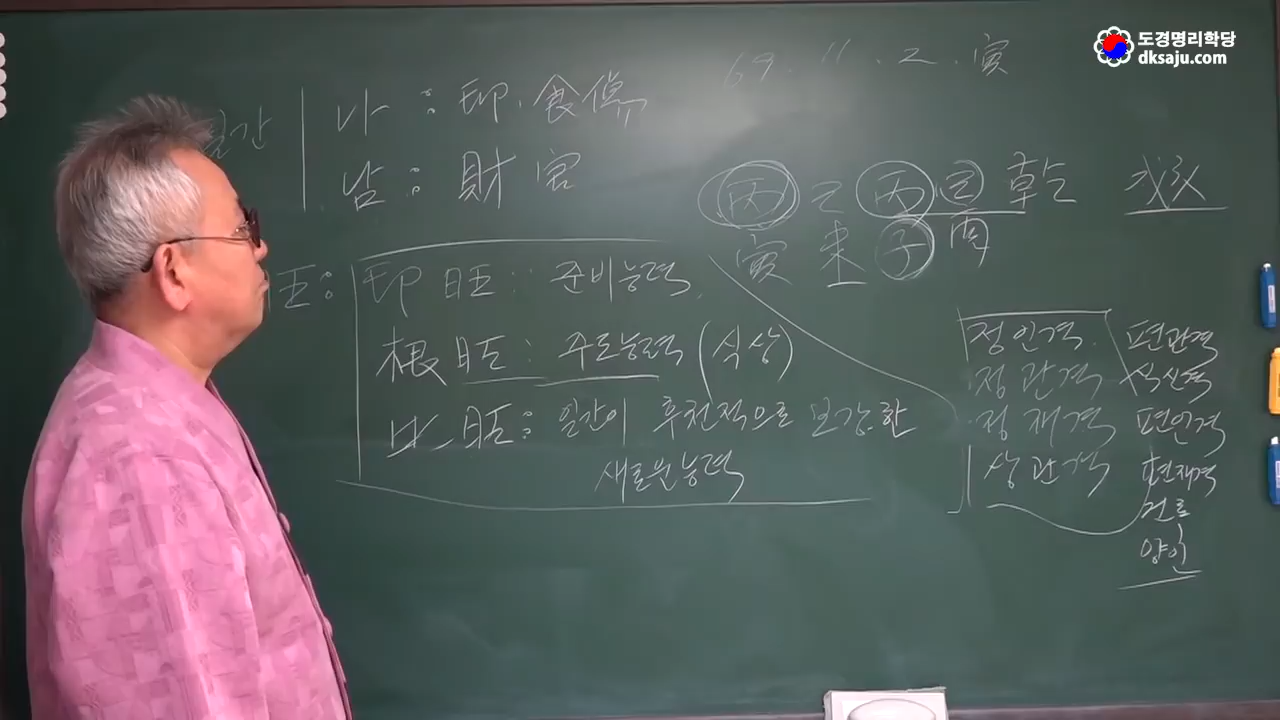 도경명리학당
dksaju.com
69. 11. 2. 寅
간
나 : 印, 食傷
남 : 財官
丙 乙 丙 己 乾
寅 未 子 酉
旺 :
印旺 : 준비능력
根旺 : 주도능력 (식상)
比旺 : 일간이 후천적으로 보강한
새로운능력
정인격
정관격
정재격
상관격
편관격
식신격
편인격
편재격
건록
양인